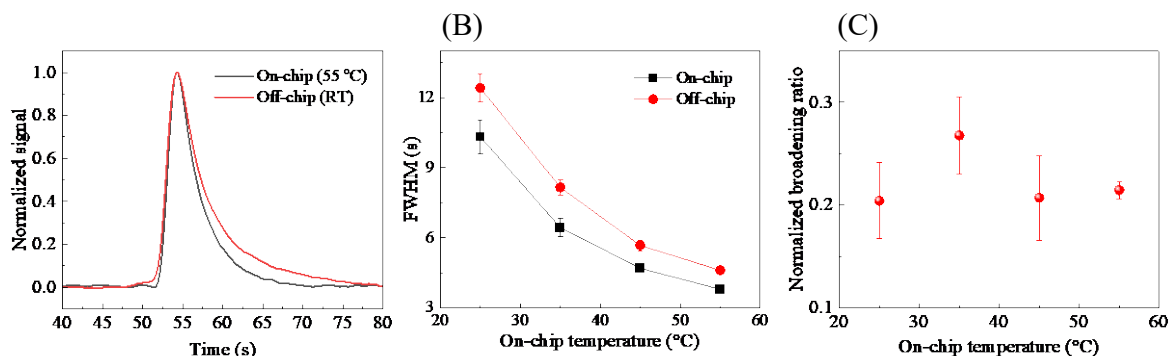 (B)
(C)
Normalized signal
1.0
0.8
0.6
0.4
0.2
0.0
On-chip (55 °C)
Off-chip (RT)
40 45 50 55 60 65 70 75 80
Time (s)
FWHM (s)
12
9
6
3
On-chip
Off-chip
20 30 40 50 60
On-chip temperature (°C)
Normalized broadening ratio
0.3
0.2
0.1
20 30 40 50 60
On-chip temperature (°C)